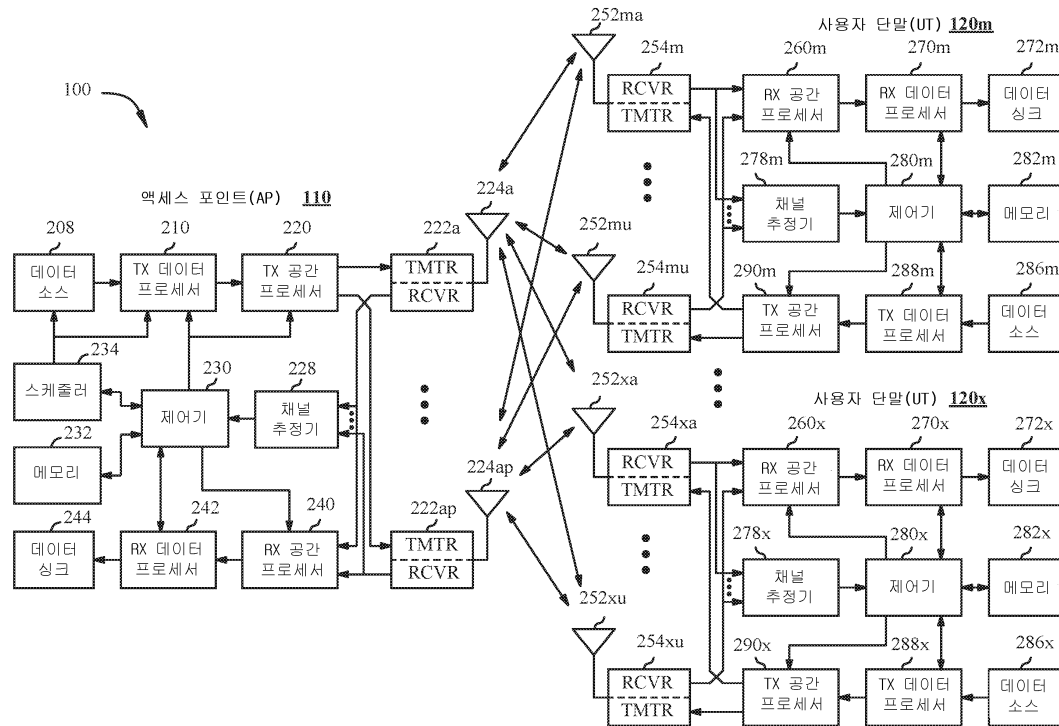 100
액세스 포인트(AP) 110
208
데이터
소스
210
TX 데이터
프로세서
220
TX 공간
프로세서
222a
TMTR
RCVR
224a
234
스케줄러
230
제어기
228
채널
추정기
232
메모리
244
데이터
싱크
242
RX 데이터
프로세서
240
RX 공간
프로세서
222ap
TMTR
RCVR
224ap
252ma
사용자 단말(UT) 120m
254m
RCVR
TMTR
260m
RX 공간
프로세서
270m
RX 데이터
프로세서
272m
데이터
싱크
278m
채널
추정기
280m
제어기
282m
메모리
252mu
254mu
RCVR
TMTR
290m
TX 공간
프로세서
288m
TX 데이터
프로세서
286m
데이터
소스
252xa
사용자 단말(UT) 120x
254xa
RCVR
TMTR
260x
RX 공간
프로세서
270x
RX 데이터
프로세서
272x
데이터
싱크
278x
채널
추정기
280x
제어기
282x
메모리
252xu
254xu
RCVR
TMTR
290x
TX 공간
프로세서
288x
TX 데이터
프로세서
286x
데이터
소스